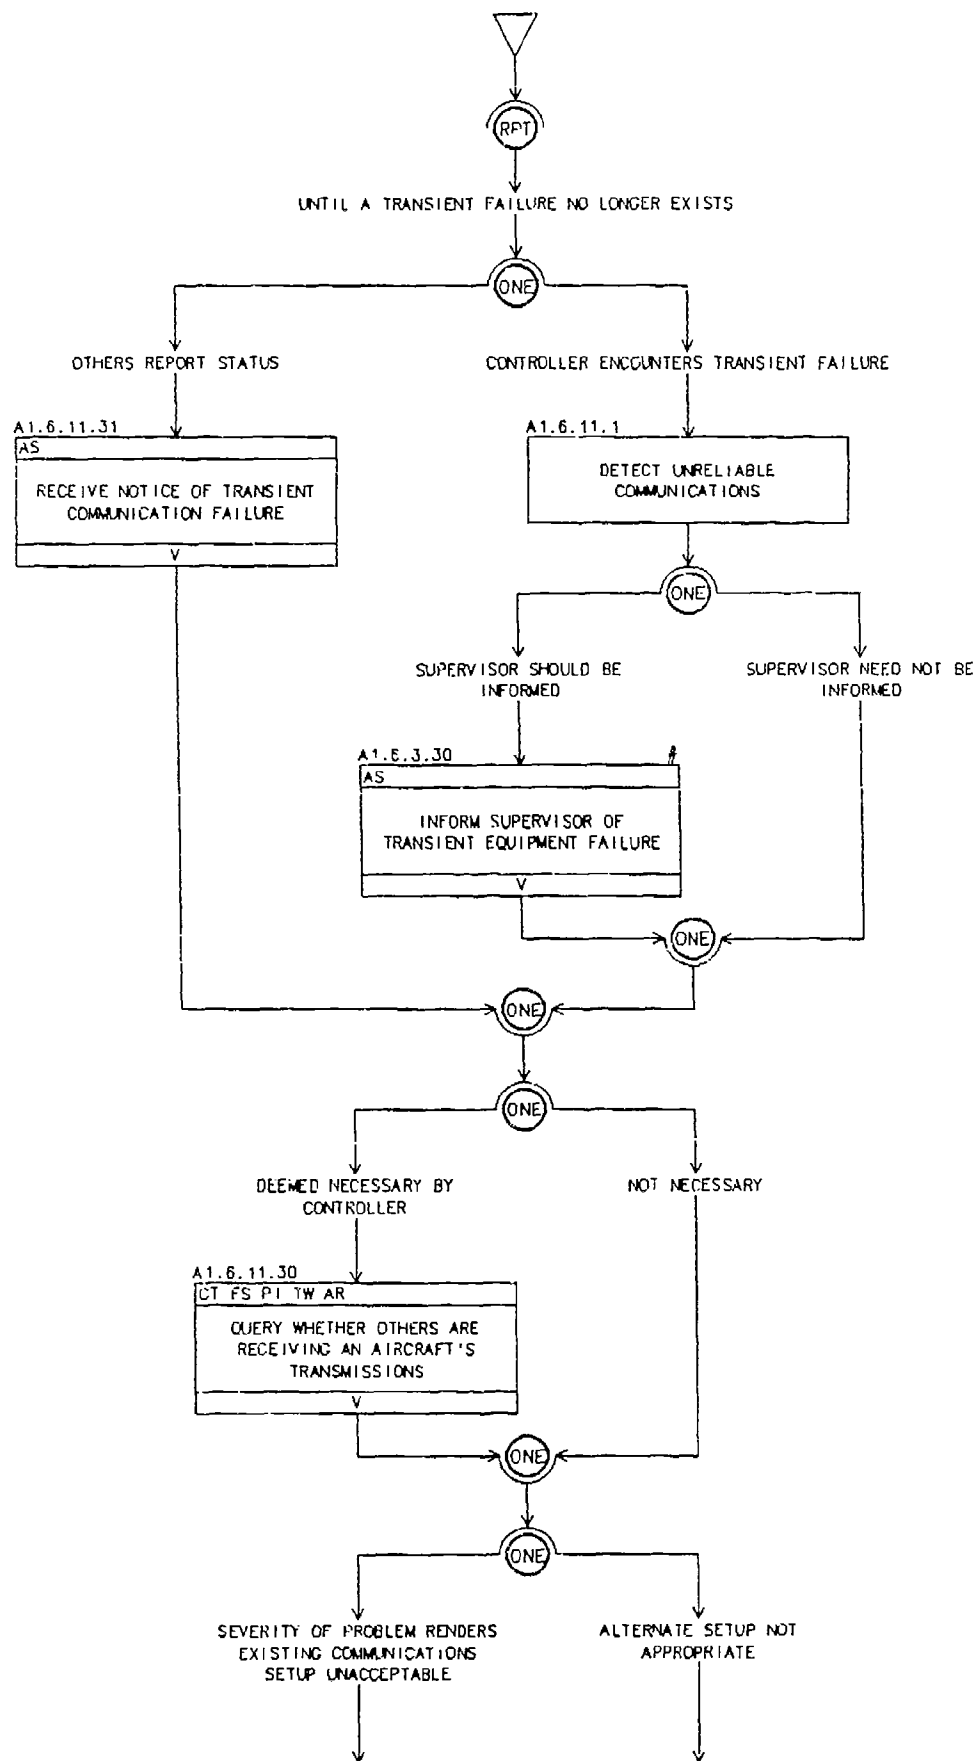 RPT
UNTIL A TRANSIENT FAILURE NO LONGER EXISTS
ONE
OTHERS REPORT STATUS
CONTROLLER ENCOUNTERS TRANSIENT FAILURE
A1.6.11.31
AS
RECEIVE NOTICE OF TRANSIENT
COMMUNICATION FAILURE
V
A1.6.11.1
DETECT UNRELIABLE
COMMUNICATIONS
ONE
SUPERVISOR SHOULD BE
INFORMED
SUPERVISOR NEED NOT BE
INFORMED
A1.6.3.30
#
AS
INFORM SUPERVISOR OF
TRANSIENT EQUIPMENT FAILURE
V
ONE
ONE
ONE
DEEMED NECESSARY BY
CONTROLLER
NOT NECESSARY
A1.6.11.30
CT FS PI TW AR
QUERY WHETHER OTHERS ARE
RECEIVING AN AIRCRAFT'S
TRANSMISSIONS
V
ONE
ONE
SEVERITY OF PROBLEM RENDERS
EXISTING COMMUNICATIONS
SETUP UNACCEPTABLE
ALTERNATE SETUP NOT
APPROPRIATE